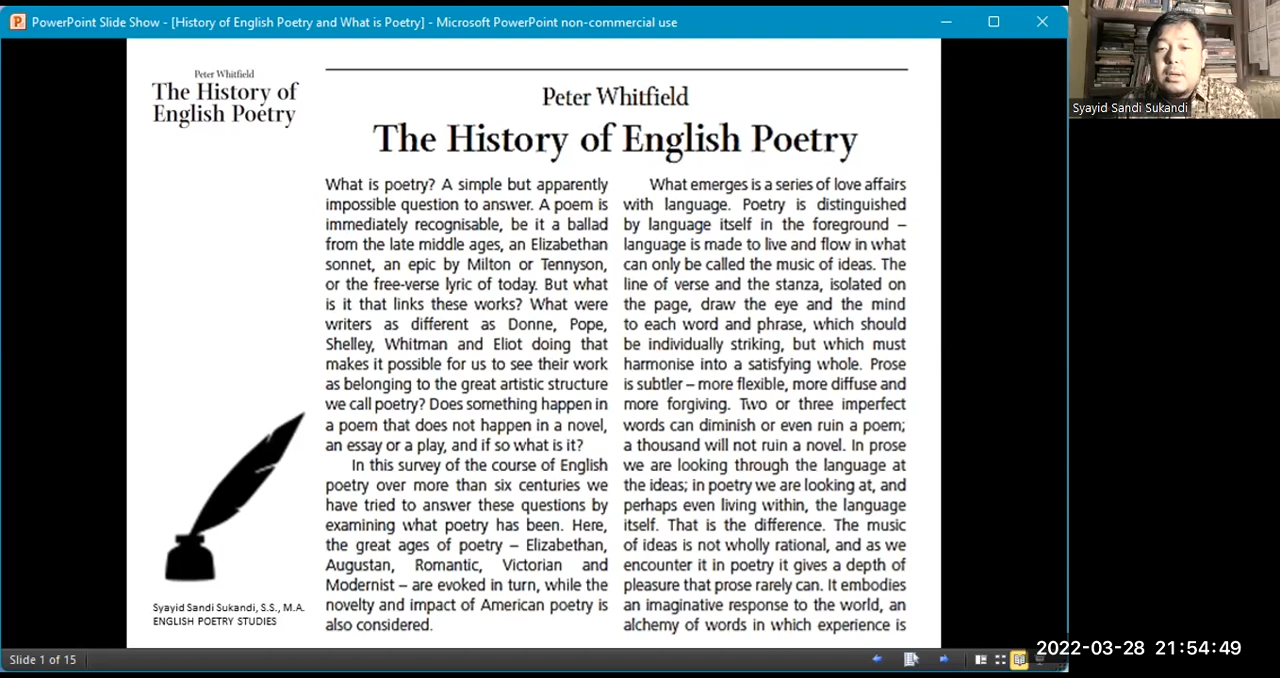 PowerPoint Slide Show - [History of English Poetry and What is Poetry] - Microsoft PowerPoint non-commercial use
Syayid Sandi Sukandi
Peter Whitfield
The History of
English Poetry
Syayid Sandi Sukandi, S.S., M.A.
ENGLISH POETRY STUDIES
Peter Whitfield
The History of English Poetry
What is poetry? A simple but apparently
impossible question to answer. A poem is
immediately recognisable, be it a ballad
from the late middle ages, an Elizabethan
sonnet, an epic by Milton or Tennyson,
or the free-verse lyric of today. But what
is it that links these works? What were
writers as different as Donne, Pope,
Shelley, Whitman and Eliot doing that
makes it possible for us to see their work
as belonging to the great artistic structure
we call poetry? Does something happen in
a poem that does not happen in a novel,
an essay or a play, and if so what is it?
In this survey of the course of English
poetry over more than six centuries we
have tried to answer these questions by
examining what poetry has been. Here,
the great ages of poetry – Elizabethan,
Augustan, Romantic, Victorian and
Modernist – are evoked in turn, while the
novelty and impact of American poetry is
also considered.
What emerges is a series of love affairs
with language. Poetry is distinguished
by language itself in the foreground –
language is made to live and flow in what
can only be called the music of ideas. The
line of verse and the stanza, isolated on
the page, draw the eye and the mind
to each word and phrase, which should
be individually striking, but which must
harmonise into a satisfying whole. Prose
is subtler – more flexible, more diffuse and
more forgiving. Two or three imperfect
words can diminish or even ruin a poem;
a thousand will not ruin a novel. In prose
we are looking through the language at
the ideas; in poetry we are looking at, and
perhaps even living within, the language
itself. That is the difference. The music
of ideas is not wholly rational, and as we
encounter it in poetry it gives a depth of
pleasure that prose rarely can. It embodies
an imaginative response to the world, an
alchemy of words in which experience is
Slide 1 of 15
2022-03-28 21:54:49